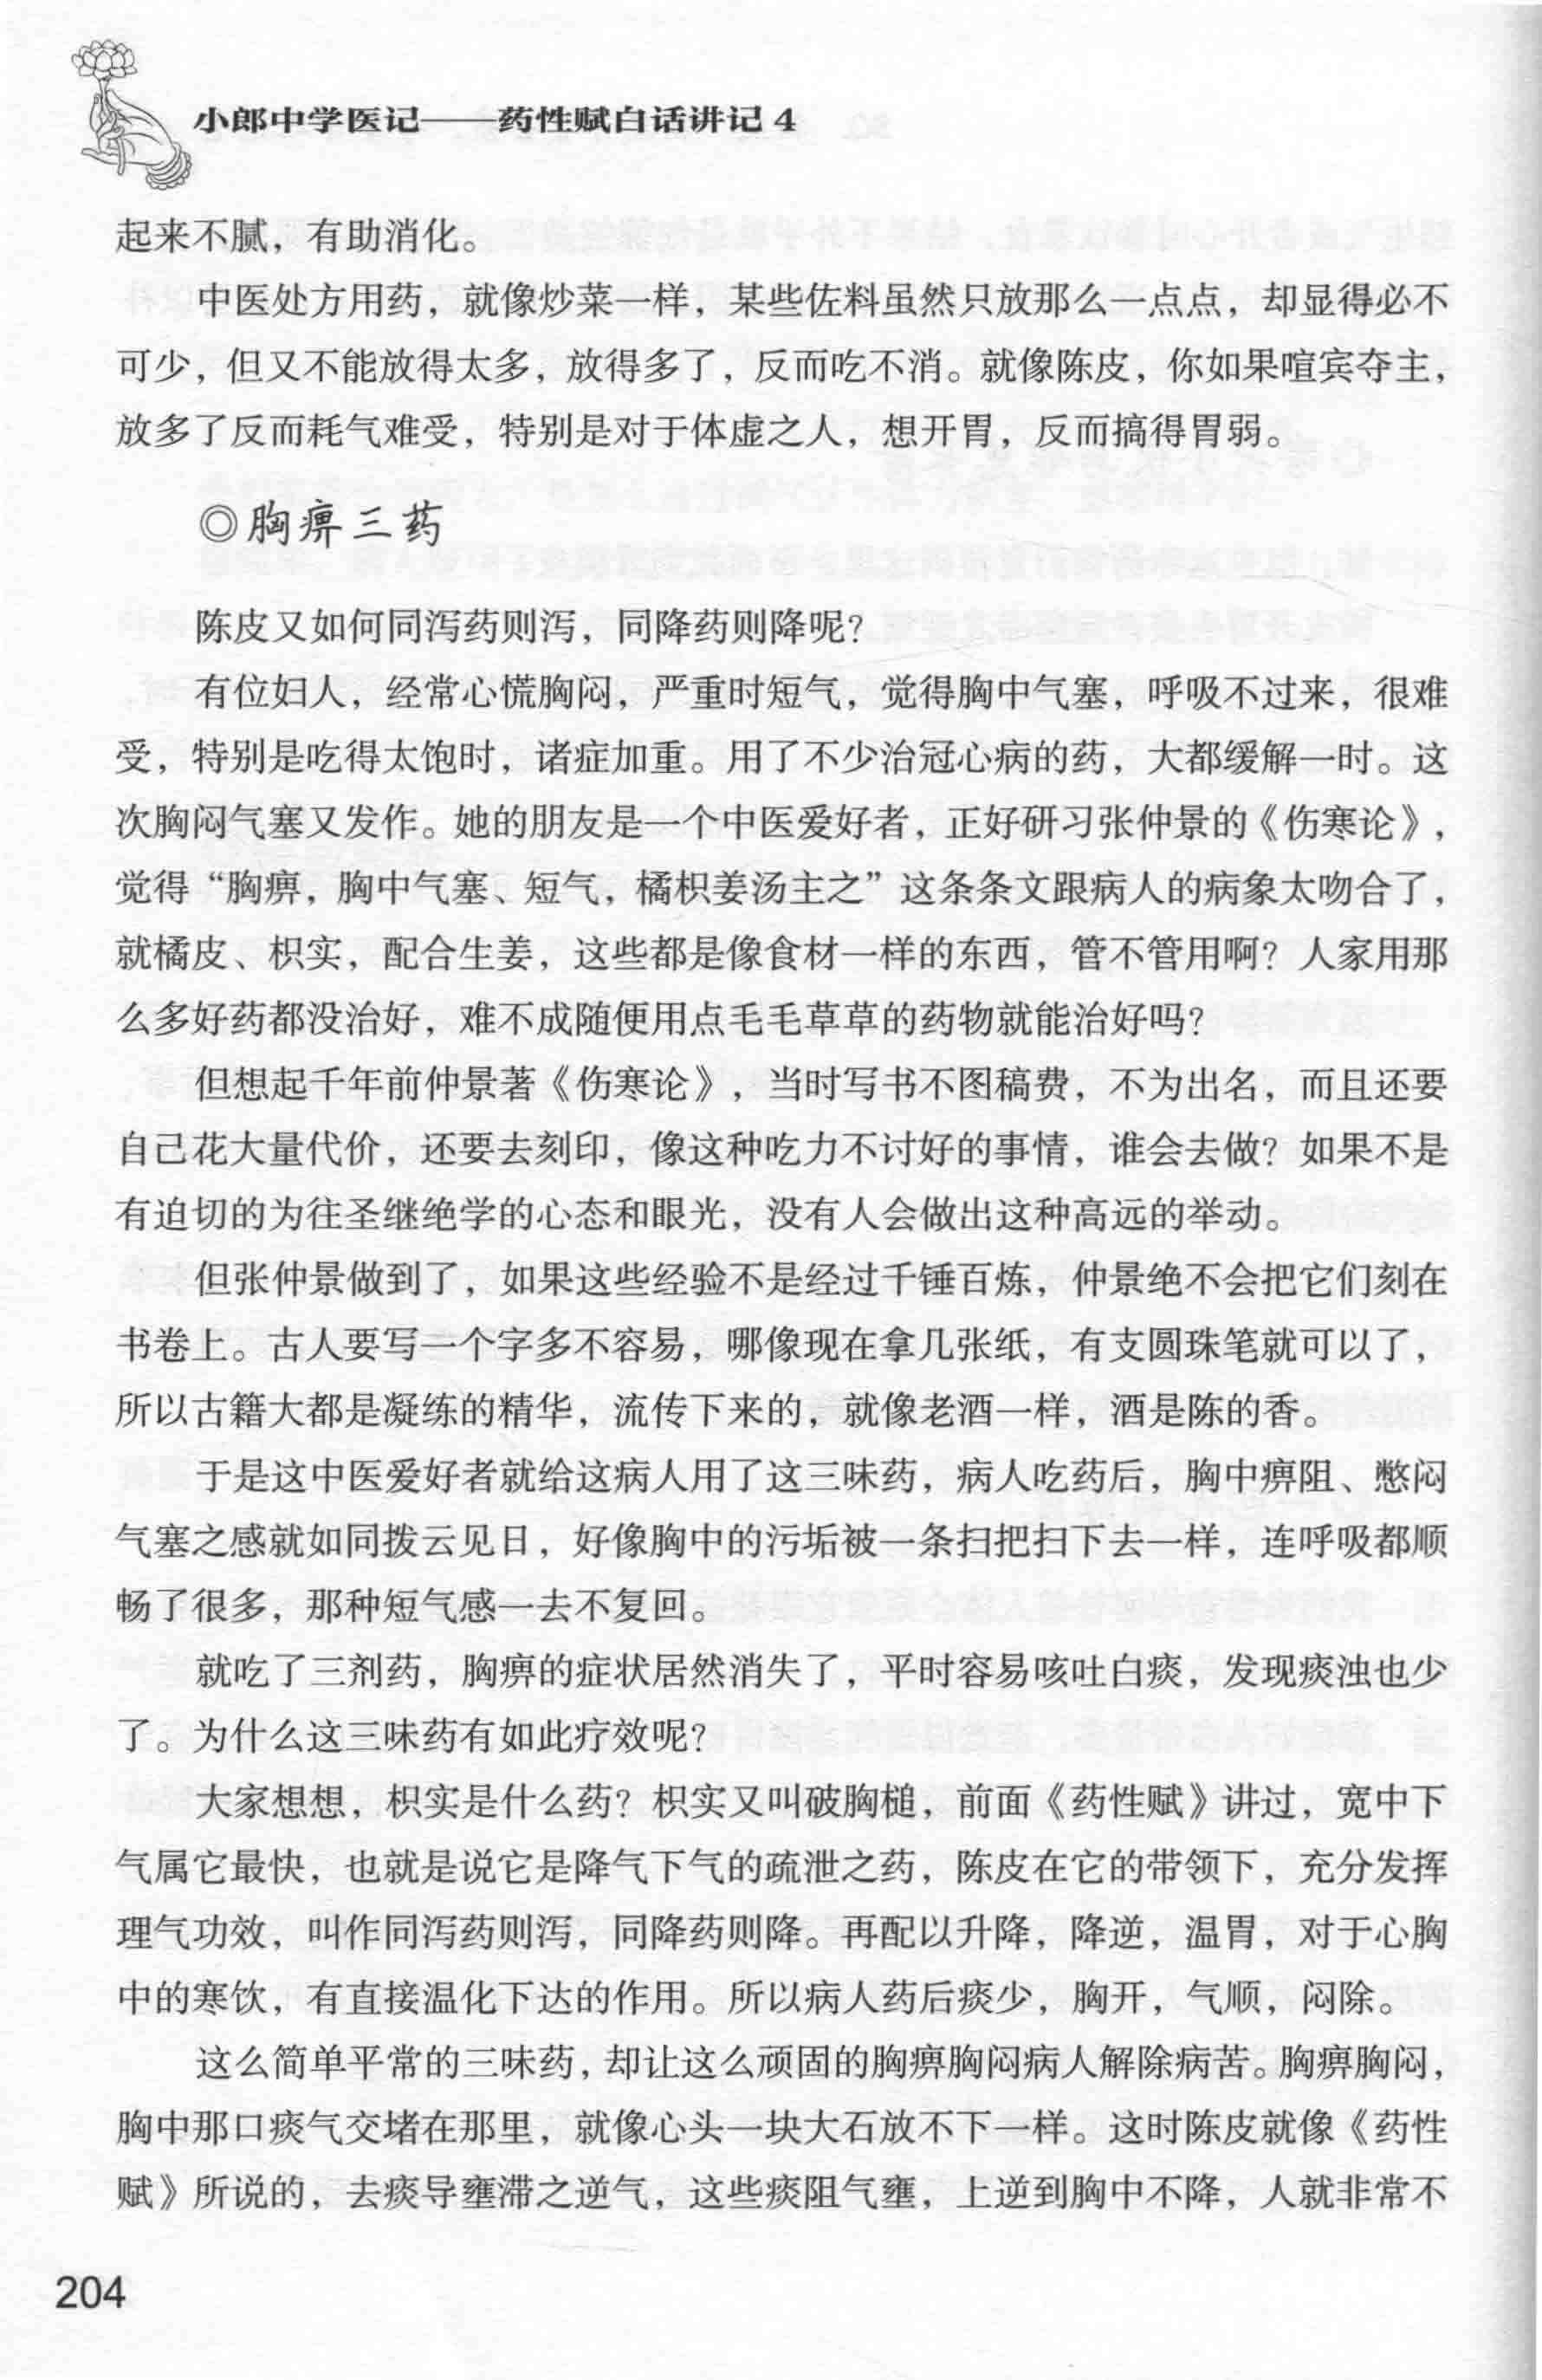 小郎中学医记——药性赋白话讲记 4
起来不腻，有助消化。
中医处方用药，就像炒菜一样，某些佐料虽然只放那么一点点，却显得必不
可少，但又不能放得太多，放得多了，反而吃不消。就像陈皮，你如果喧宾夺主，
放多了反而耗气难受，特别是对于体虚之人，想开胃，反而搞得胃弱。
◎胸痹三药
陈皮又如何同泻药则泻，同降药则降呢？
有位妇人，经常心慌胸闷，严重时短气，觉得胸中气塞，呼吸不过来，很难
受，特别是吃得太饱时，诸症加重。用了不少治冠心病的药，大都缓解一时。这
次胸闷气塞又发作。她的朋友是一个中医爱好者，正好研习张仲景的《伤寒论》，
觉得“胸痹，胸中气塞、短气，橘枳姜汤主之”这条条文跟病人的病象太吻合了，
就橘皮、枳实，配合生姜，这些都是像食材一样的东西，管不管用啊？人家用那
么多好药都没治好，难不成随便用点毛毛草草的药物就能治好吗？
但想起千年前仲景著《伤寒论》，当时写书不图稿费，不为出名，而且还要
自己花大量代价，还要去刻印，像这种吃力不讨好的事情，谁会去做？如果不是
有迫切的为往圣继绝学的心态和眼光，没有人会做出这种高远的举动。
但张仲景做到了，如果这些经验不是经过千锤百炼，仲景绝不会把它们刻在
书卷上。古人要写一个字多不容易，哪像现在拿几张纸，有支圆珠笔就可以了，
所以古籍大都是凝练的精华，流传下来的，就像老酒一样，酒是陈的香。
于是这中医爱好者就给这病人用了这三味药，病人吃药后，胸中痹阻、憋闷
气塞之感就如同拨云见日，好像胸中的污垢被一条扫把扫下去一样，连呼吸都顺
畅了很多，那种短气感一去不复回。
就吃了三剂药，胸痹的症状居然消失了，平时容易咳吐白痰，发现痰浊也少
了。为什么这三味药有如此疗效呢？
大家想想，枳实是什么药？枳实又叫破胸槌，前面《药性赋》讲过，宽中下
气属它最快，也就是说它是降气下气的疏泄之药，陈皮在它的带领下，充分发挥
理气功效，叫作同泻药则泻，同降药则降。再配以升降，降逆，温胃，对于心胸
中的寒饮，有直接温化下达的作用。所以病人药后痰少，胸开，气顺，闷除。
这么简单平常的三味药，却让这么顽固的胸痹胸闷病人解除病苦。胸痹胸闷，
胸中那口痰气交堵在那里，就像心头一块大石放不下一样。这时陈皮就像《药性
赋》所说的，去痰导壅滞之逆气，这些痰阻气壅，上逆到胸中不降，人就非常不
204